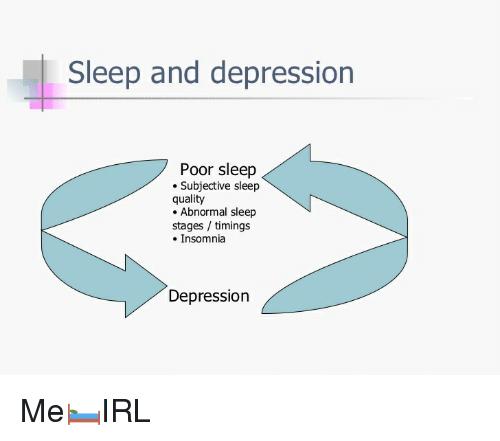 Sleep and depression
Poor sleep
• Subjective sleep
quality
• Abnormal sleep
stages / timings
• Insomnia
Depression
Me🛏️IRL